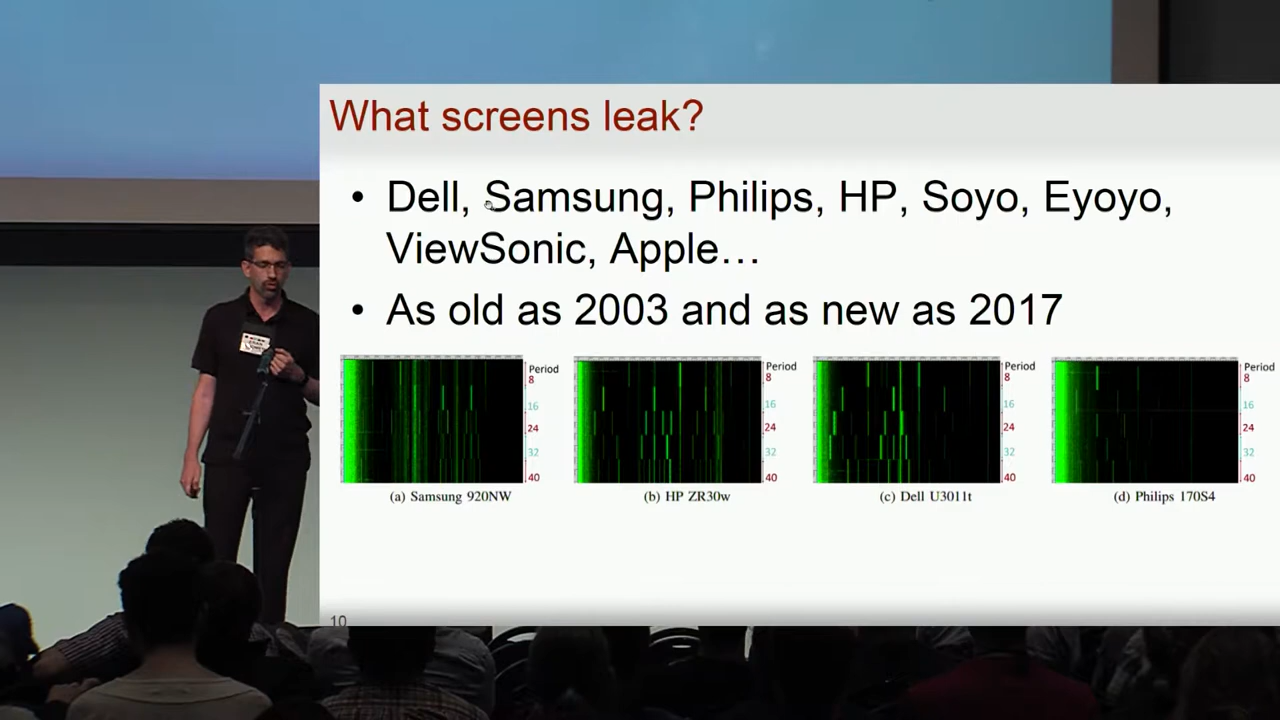 What screens leak?
• Dell, Samsung, Philips, HP, Soyo, Eyoyo,
ViewSonic, Apple…
• As old as 2003 and as new as 2017
Period
8
16
24
32
40
(a) Samsung 920NW
Period
8
16
24
32
40
(b) HP ZR30w
Period
8
16
24
32
40
(c) Dell U3011t
Period
8
16
24
32
40
(d) Philips 170S4
10